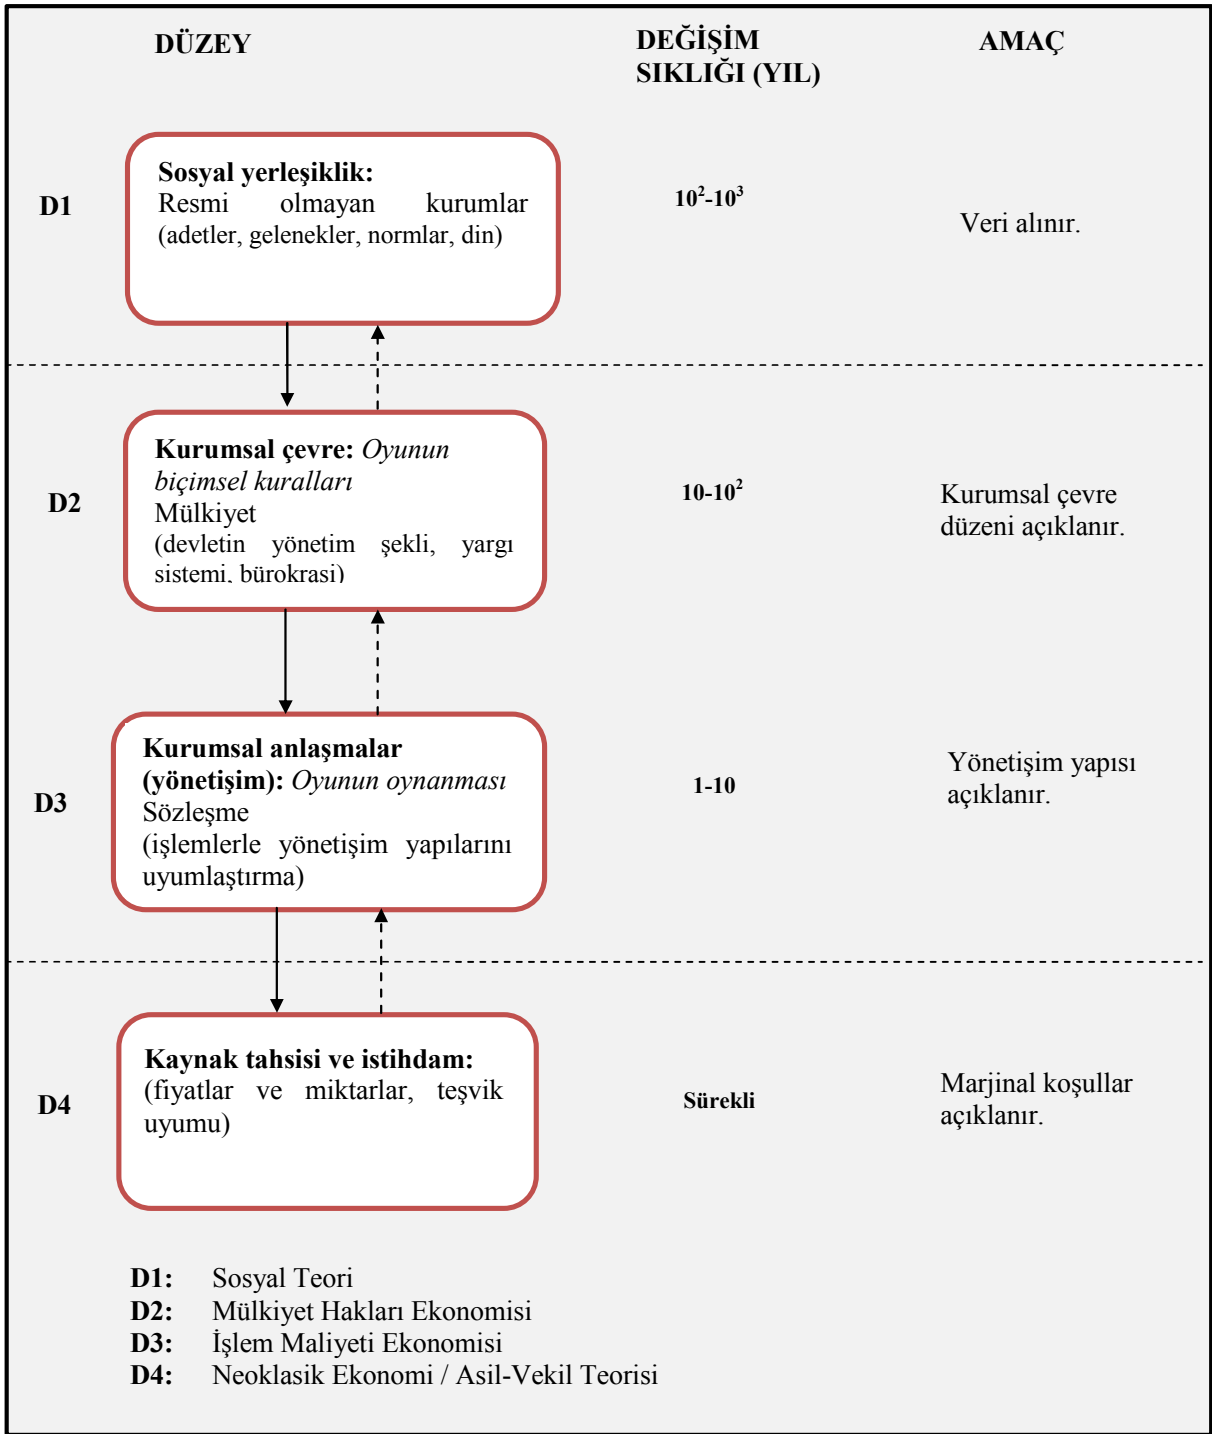 DÜZEY
DEĞİŞİM
SIKLIĞI (YIL)
AMAÇ
D1
Sosyal yerleşiklik:
Resmi olmayan kurumlar
(adetler, gelenekler, normlar, din)
10²-10³
Veri alınır.
D2
Kurumsal çevre: Oyunun
biçimsel kuralları
Mülkiyet
(devletin yönetim şekli, yargı
sistemi, bürokrasi)
10-10²
Kurumsal çevre
düzeni açıklanır.
D3
Kurumsal anlaşmalar
(yönetişim): Oyunun oynanması
Sözleşme
(işlemlerle yönetişim yapılarını
uyumlaştırma)
1-10
Yönetişim yapısı
açıklanır.
D4
Kaynak tahsisi ve istihdam:
(fiyatlar ve miktarlar, teşvik
uyumu)
Sürekli
Marjinal koşullar
açıklanır.
D1: Sosyal Teori
D2: Mülkiyet Hakları Ekonomisi
D3: İşlem Maliyeti Ekonomisi
D4: Neoklasik Ekonomi / Asil-Vekil Teorisi